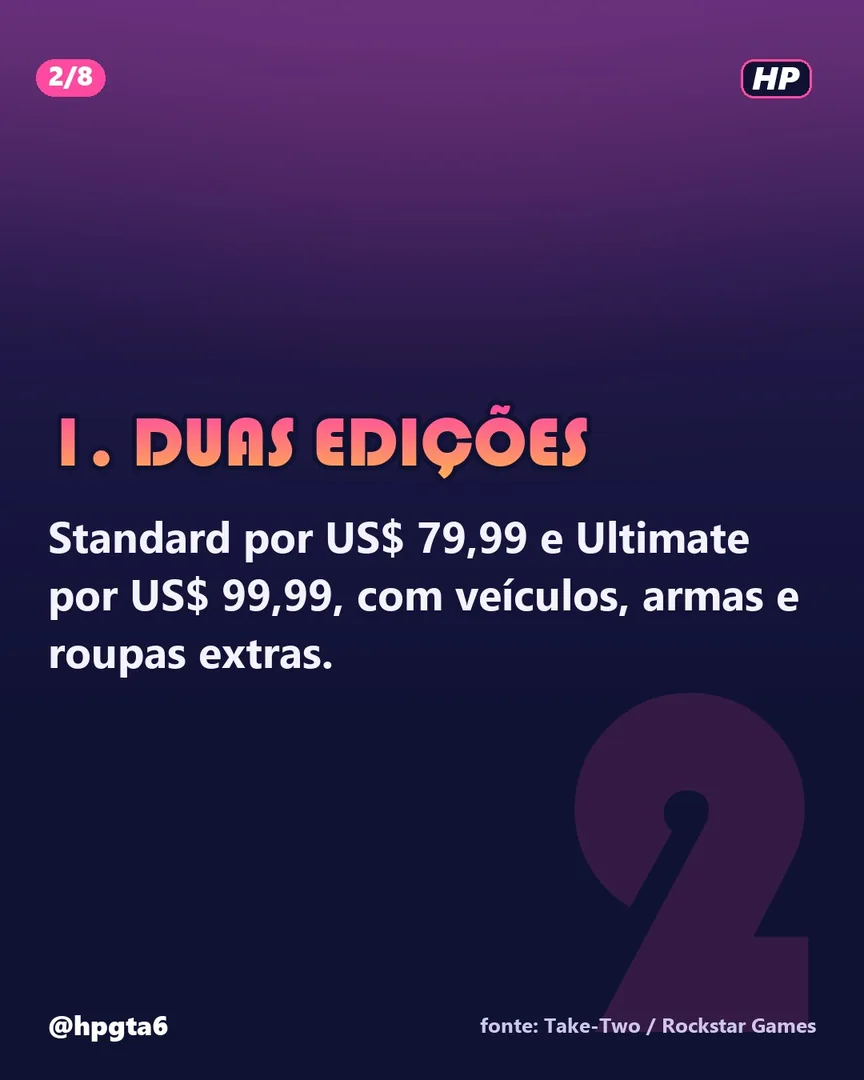 2/8
HP
1. DUAS EDIÇÕES
Standard por US$ 79,99 e Ultimate
por US$ 99,99, com veículos, armas e
roupas extras.
2
@hpgta6
fonte: Take-Two / Rockstar Games